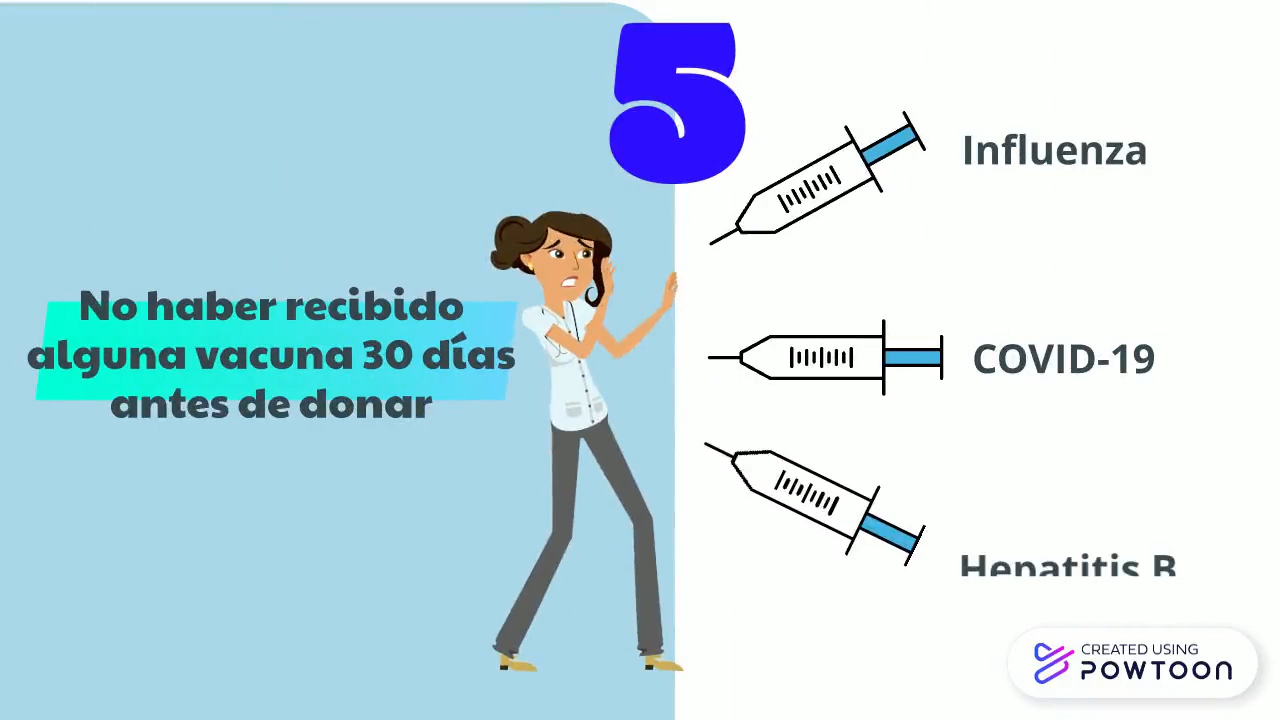 5
No haber recibido
alguna vacuna 30 días
antes de donar
Influenza
COVID-19
Hepatitis B
CREATED USING
POWTOON